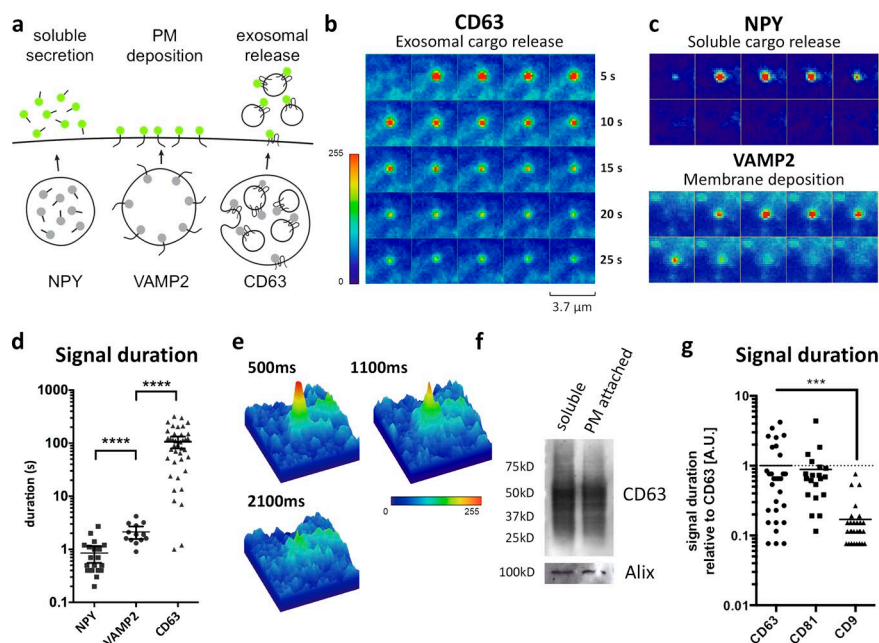 a
soluble
secretion
PM
deposition
exosomal
release
NPY
VAMP2
CD63
b
CD63
Exosomal cargo release
5 s
10 s
15 s
20 s
25 s
255
0
3.7 µm
c
NPY
Soluble cargo release
VAMP2
Membrane deposition
d
Signal duration
duration (s)
1000
100
10
1
0.1
****
****
NPY
VAMP2
CD63
e
500ms
1100ms
2100ms
0
255
f
soluble
PM attached
75kD
50kD
37kD
25kD
CD63
100kD
Alix
g
Signal duration
signal duration
relative to CD63 [A.U.]
10
1
0.1
0.01
***
CD63
CD81
CD9